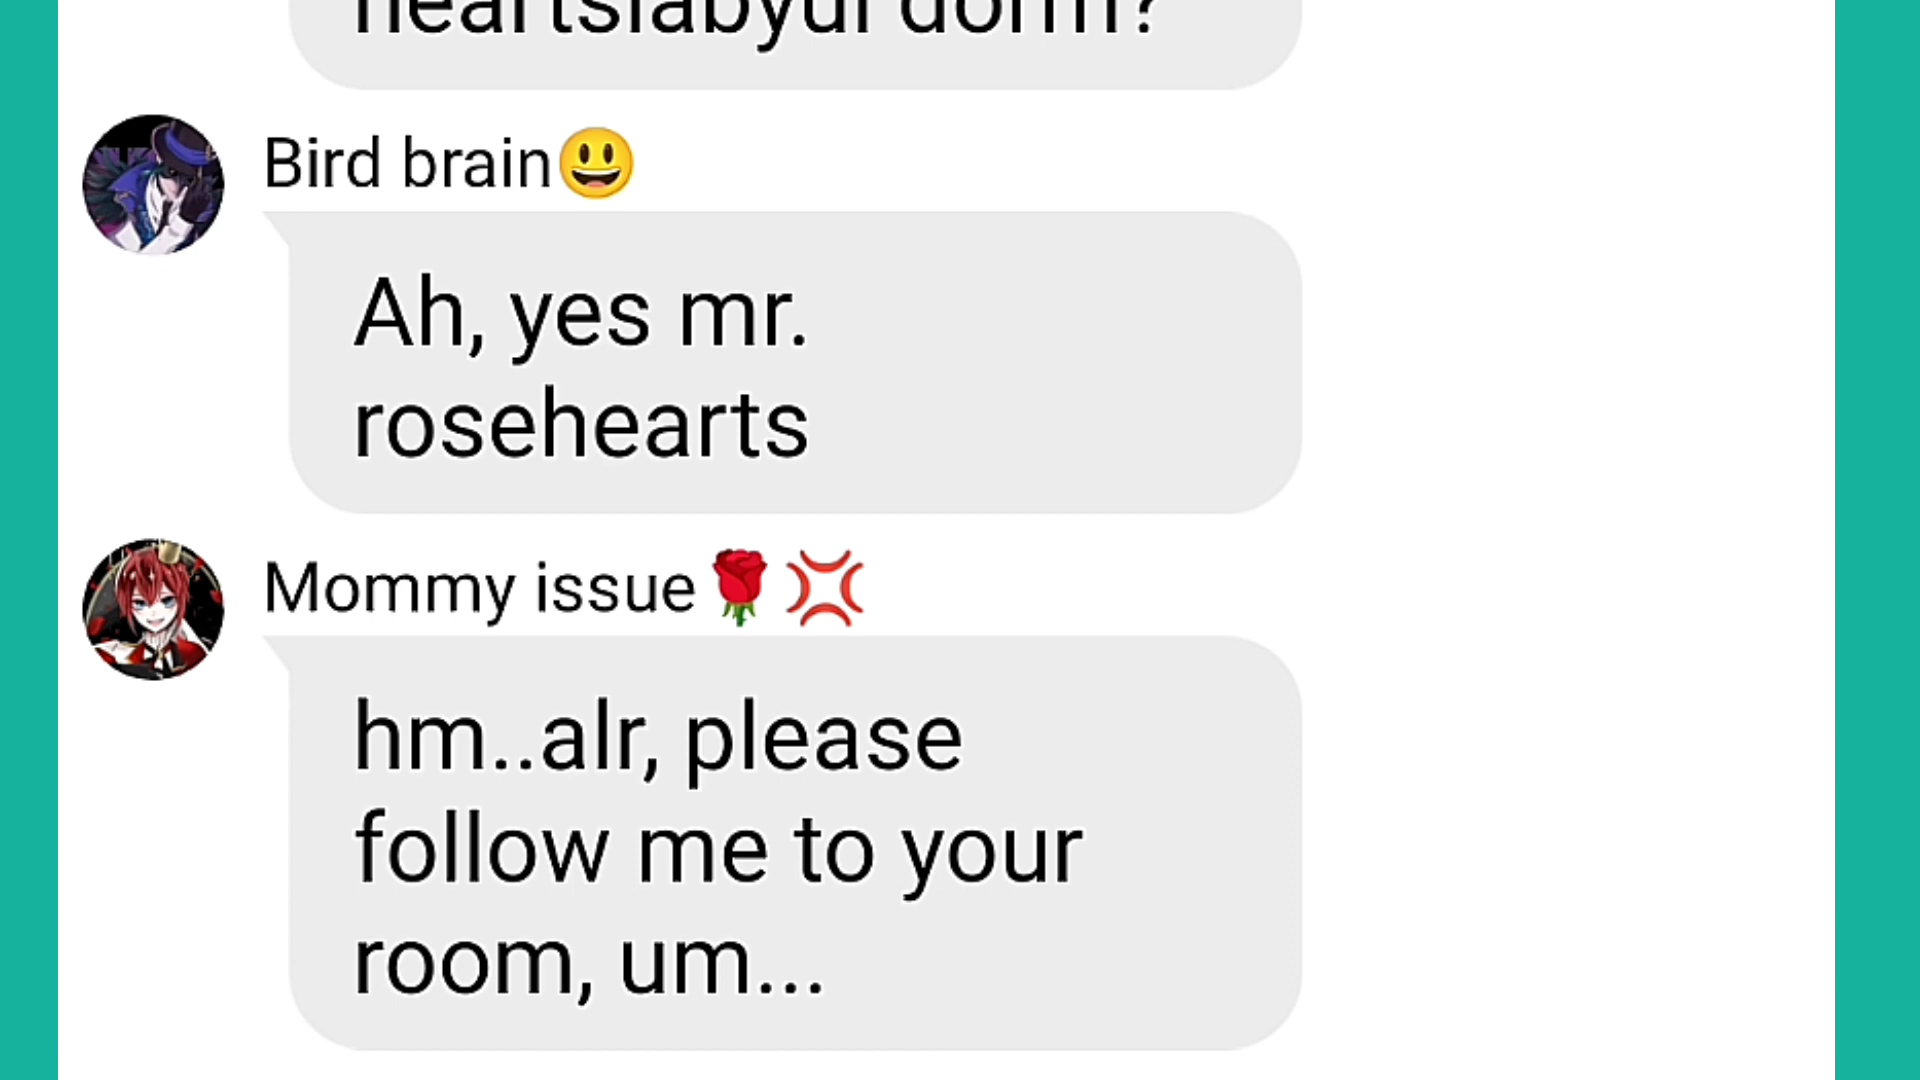 heartslabyul dorm?
Bird brain😃
Ah, yes mr.
rosehearts
Mommy issue🌹💢
hm..alr, please
follow me to your
room, um...